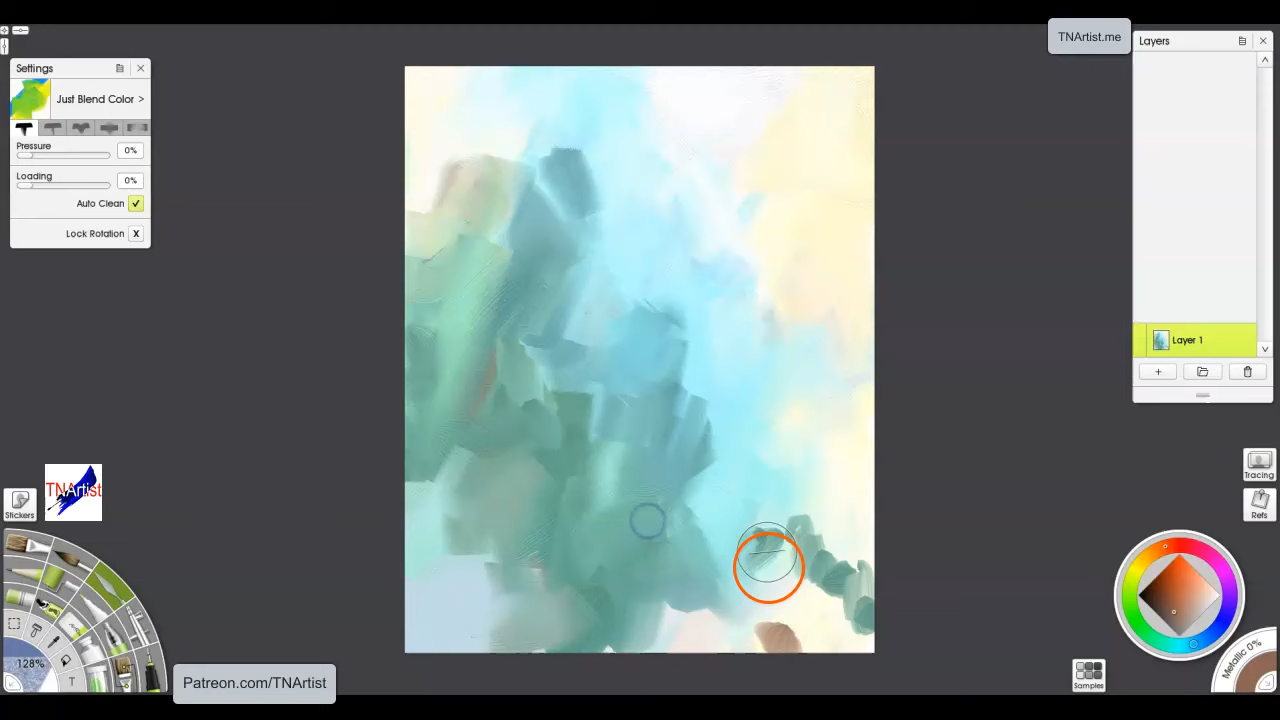 TNArtist.me
Layers
Settings
Just Blend Color >
Pressure
0%
Loading
0%
Auto Clean
Lock Rotation X
Layer 1
TNArtist
Stickers
Tracing
Refs
128%
T
Patreon.com/TNArtist
Samples
Metallic 0%